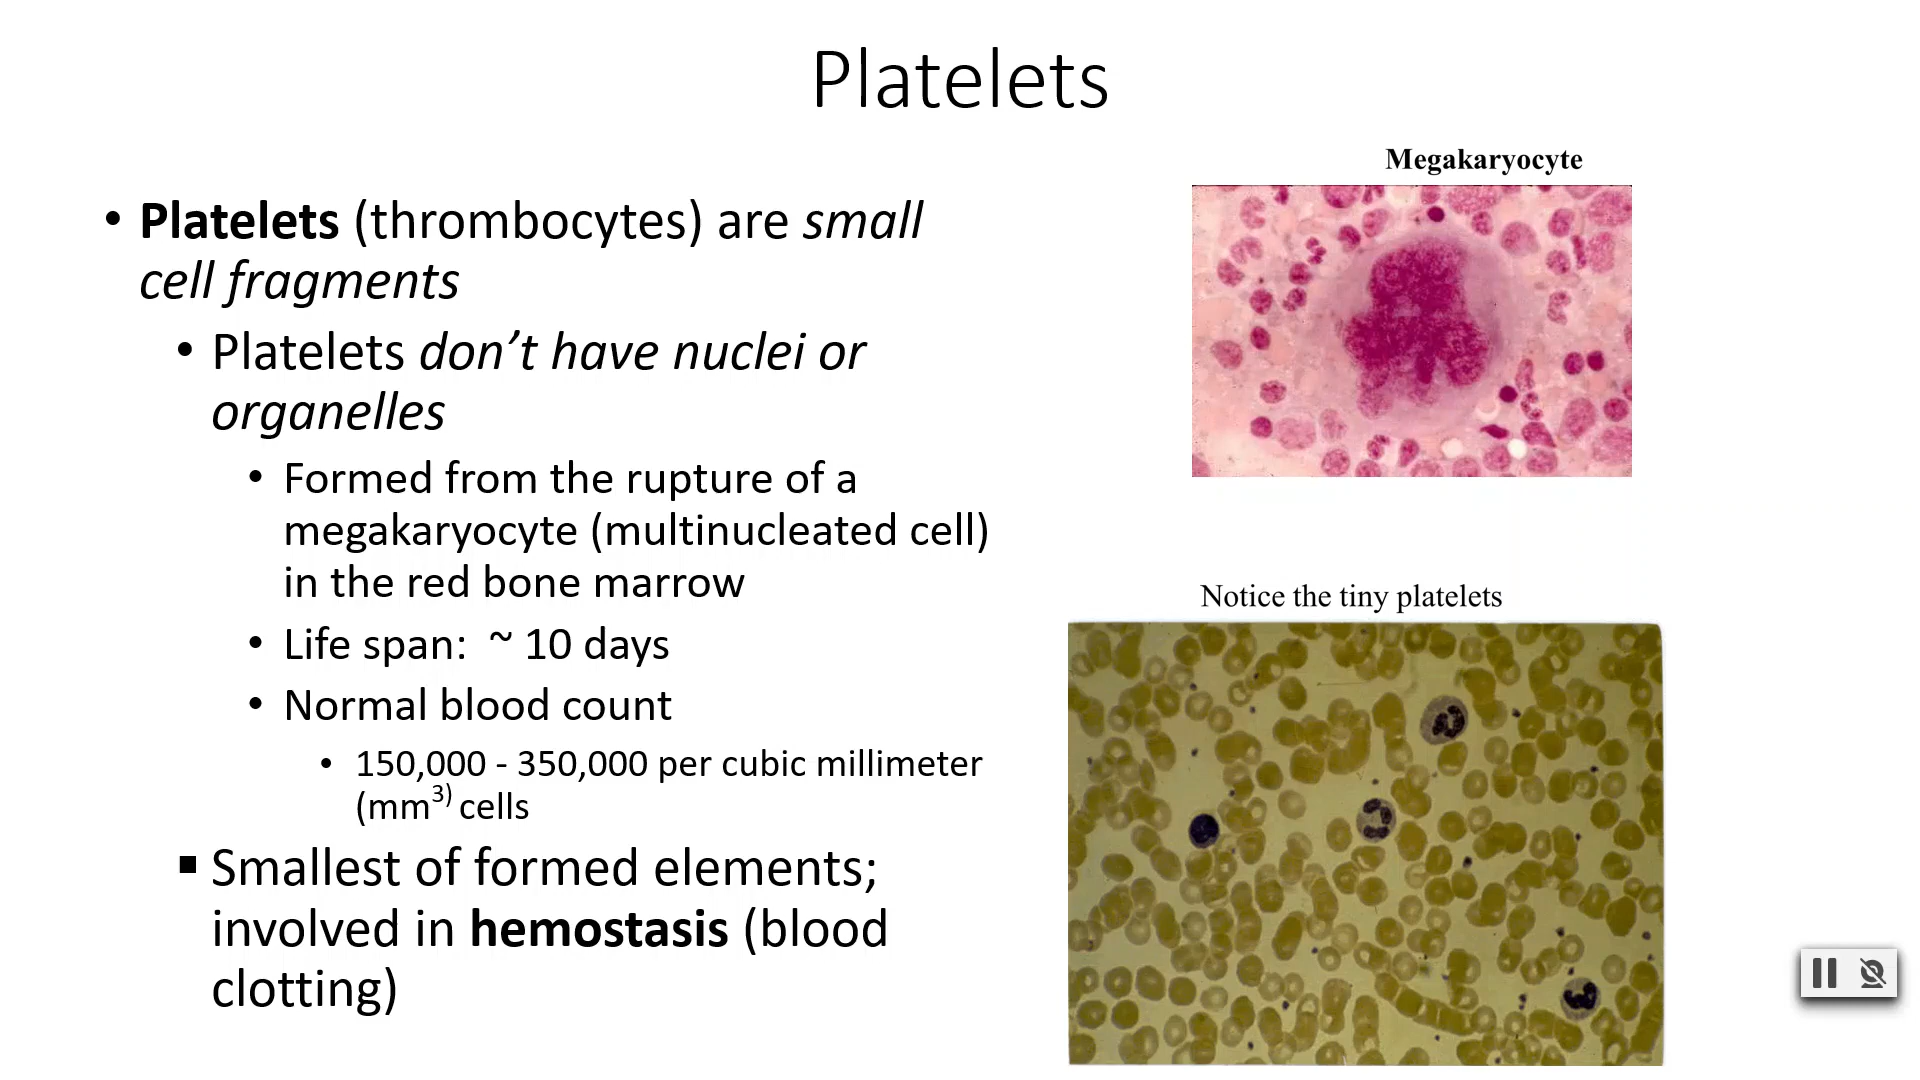 Platelets
• Platelets (thrombocytes) are small
cell fragments
• Platelets don’t have nuclei or
organelles
• Formed from the rupture of a
megakaryocyte (multinucleated cell)
in the red bone marrow
• Life span:  ~ 10 days
• Normal blood count
• 150,000 - 350,000 per cubic millimeter
(mm³⁾ cells
▪ Smallest of formed elements;
involved in hemostasis (blood
clotting)
Megakaryocyte
Notice the tiny platelets